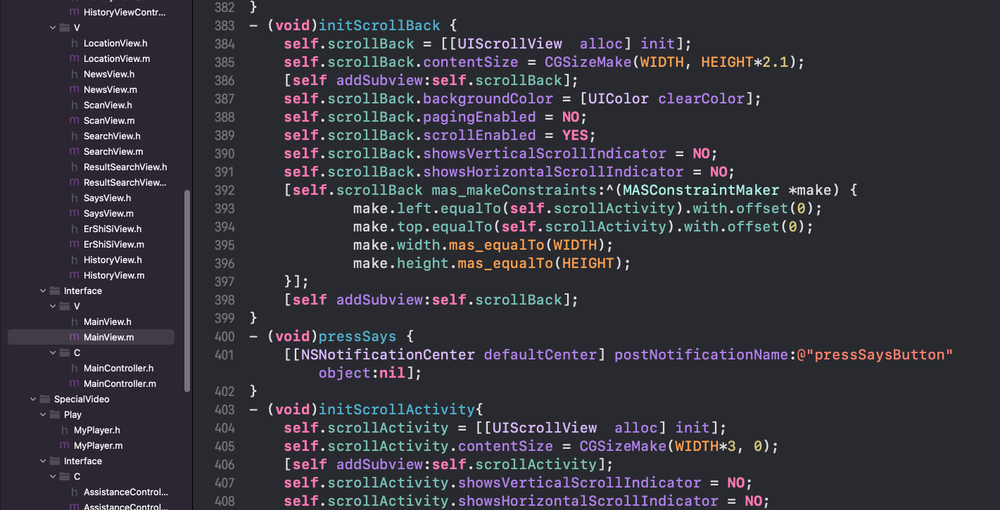 m HistoryViewContr...
V
h LocationView.h
m LocationView.m
h NewsView.h
m NewsView.m
h ScanView.h
m ScanView.m
h SearchView.h
m SearchView.m
h ResultSearchView.h
m ResultSearchView...
h SaysView.h
m SaysView.m
h ErShiSiView.h
m ErShiSiView.m
h HistoryView.h
m HistoryView.m
Interface
V
h MainView.h
m MainView.m
C
h MainController.h
m MainController.m
SpecialVideo
Play
h MyPlayer.h
m MyPlayer.m
Interface
C
h AssistanceControl...
m AssistanceControl...
382 }
383 - (void)initScrollBack {
384 self.scrollBack = [[UIScrollView  alloc] init];
385 self.scrollBack.contentSize = CGSizeMake(WIDTH, HEIGHT*2.1);
386 [self addSubview:self.scrollBack];
387 self.scrollBack.backgroundColor = [UIColor clearColor];
388 self.scrollBack.pagingEnabled = NO;
389 self.scrollBack.scrollEnabled = YES;
390 self.scrollBack.showsVerticalScrollIndicator = NO;
391 self.scrollBack.showsHorizontalScrollIndicator = NO;
392 [self.scrollBack mas_makeConstraints:^(MASConstraintMaker *make) {
393 make.left.equalTo(self.scrollActivity).with.offset(0);
394 make.top.equalTo(self.scrollActivity).with.offset(0);
395 make.width.mas_equalTo(WIDTH);
396 make.height.mas_equalTo(HEIGHT);
397 }];
398 [self addSubview:self.scrollBack];
399 }
400 - (void)pressSays {
401 [[NSNotificationCenter defaultCenter] postNotificationName:@"pressSaysButton"
object:nil];
402 }
403 - (void)initScrollActivity{
404 self.scrollActivity = [[UIScrollView  alloc] init];
405 self.scrollActivity.contentSize = CGSizeMake(WIDTH*3, 0);
406 [self addSubview:self.scrollActivity];
407 self.scrollActivity.showsVerticalScrollIndicator = NO;
408 self.scrollActivity.showsHorizontalScrollIndicator = NO;